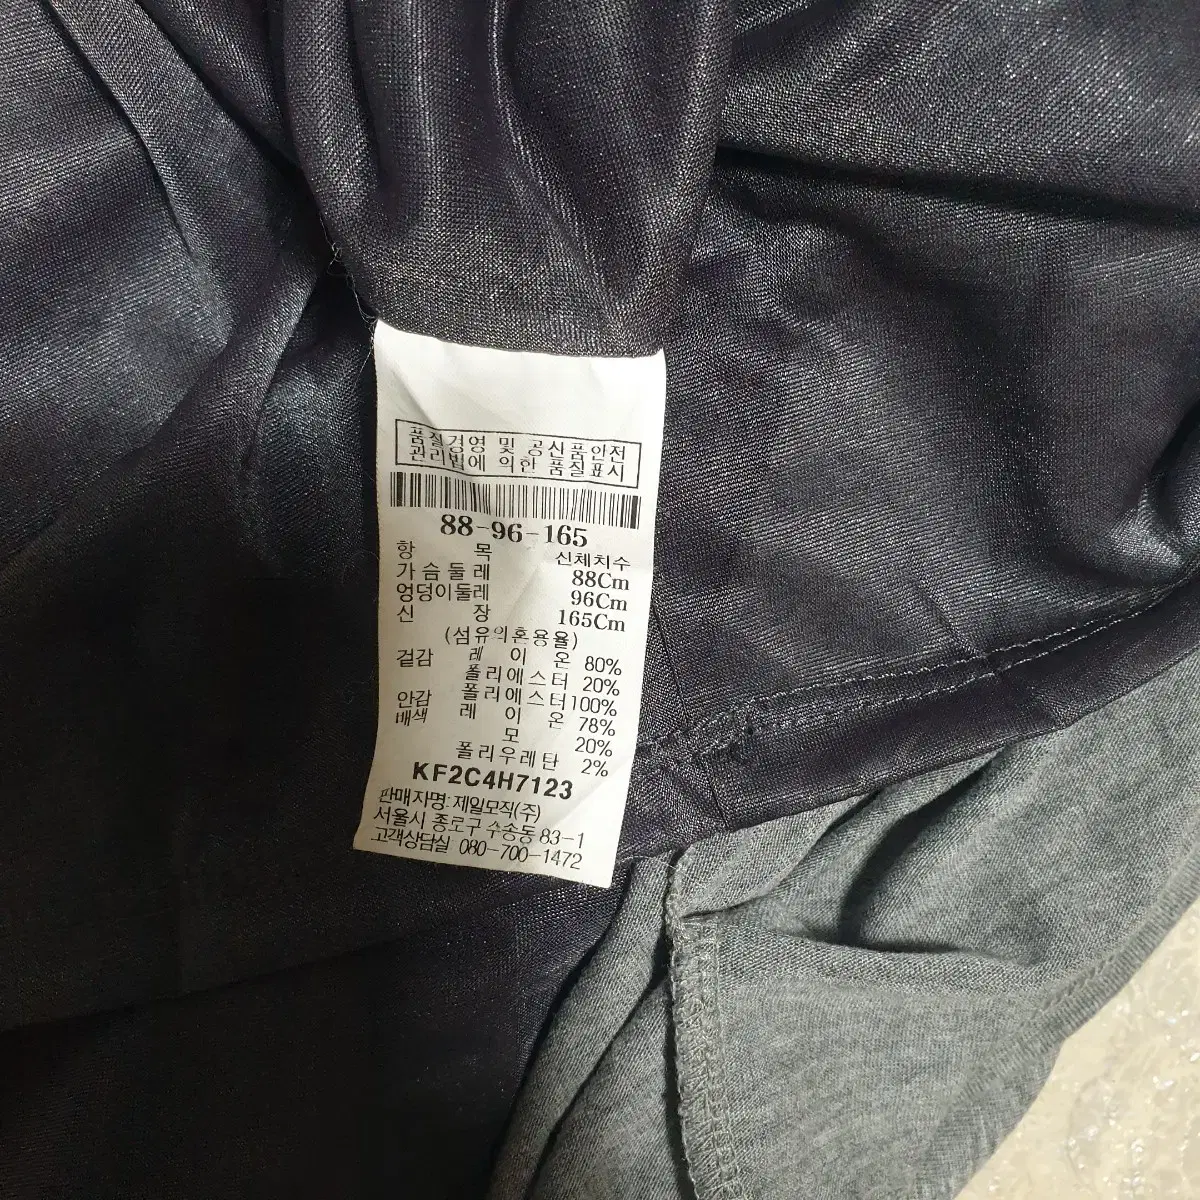 품질경영 및 공산품안전
관리법에 의한 품질표시
88-96-165
항 목 신체치수
가슴둘레 88Cm
엉덩이둘레 96Cm
신 장 165Cm
(섬유의혼용율)
겉감 레 이 온 80%
폴리에스터 20%
안감 폴리에스터 100%
배색 레 이 온 78%
모 20%
폴리우레탄 2%
KF2C4H7123
판매자명:제일모직(주)
서울시 종로구 수송동 83-1
고객상담실 080-700-1472